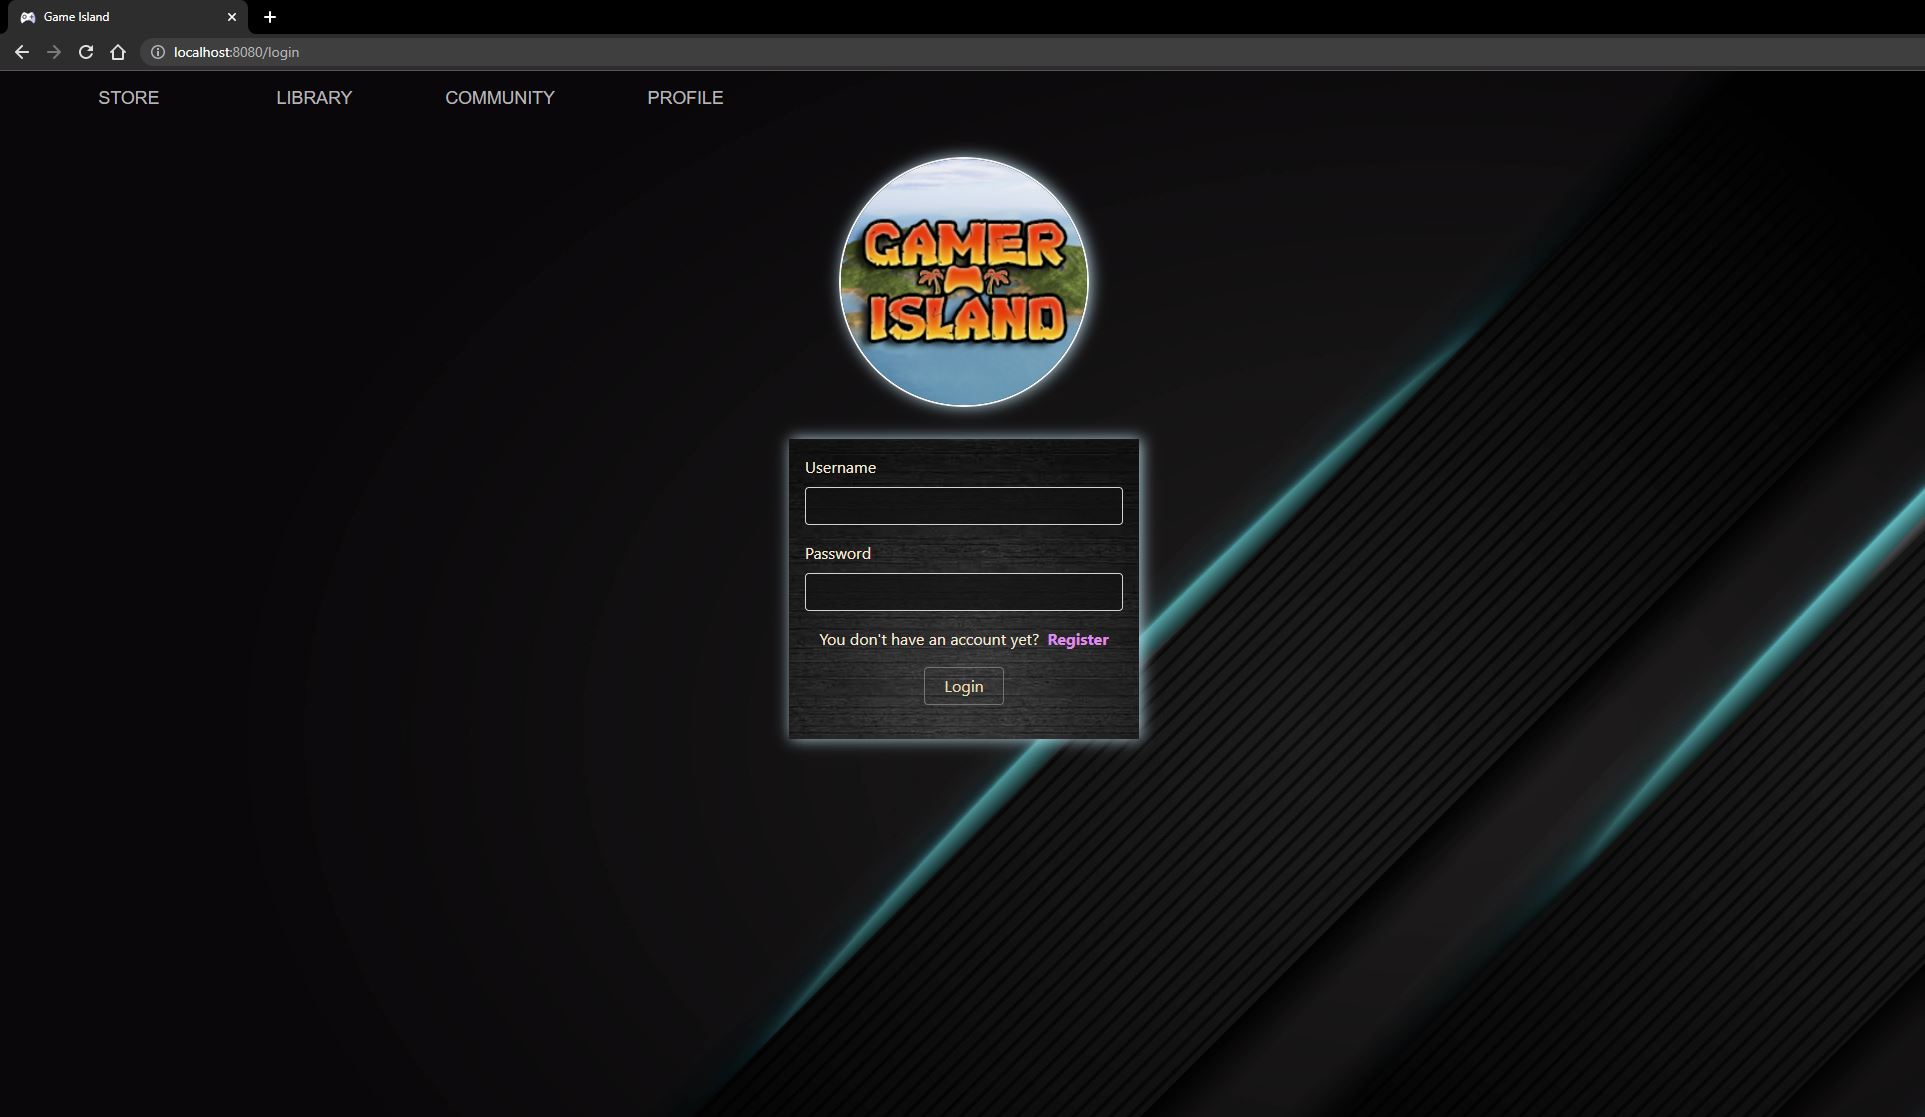 Game Island
localhost:8080/login
STORE LIBRARY COMMUNITY PROFILE
GAMER
ISLAND
Username
Password
You don't have an account yet? Register
Login